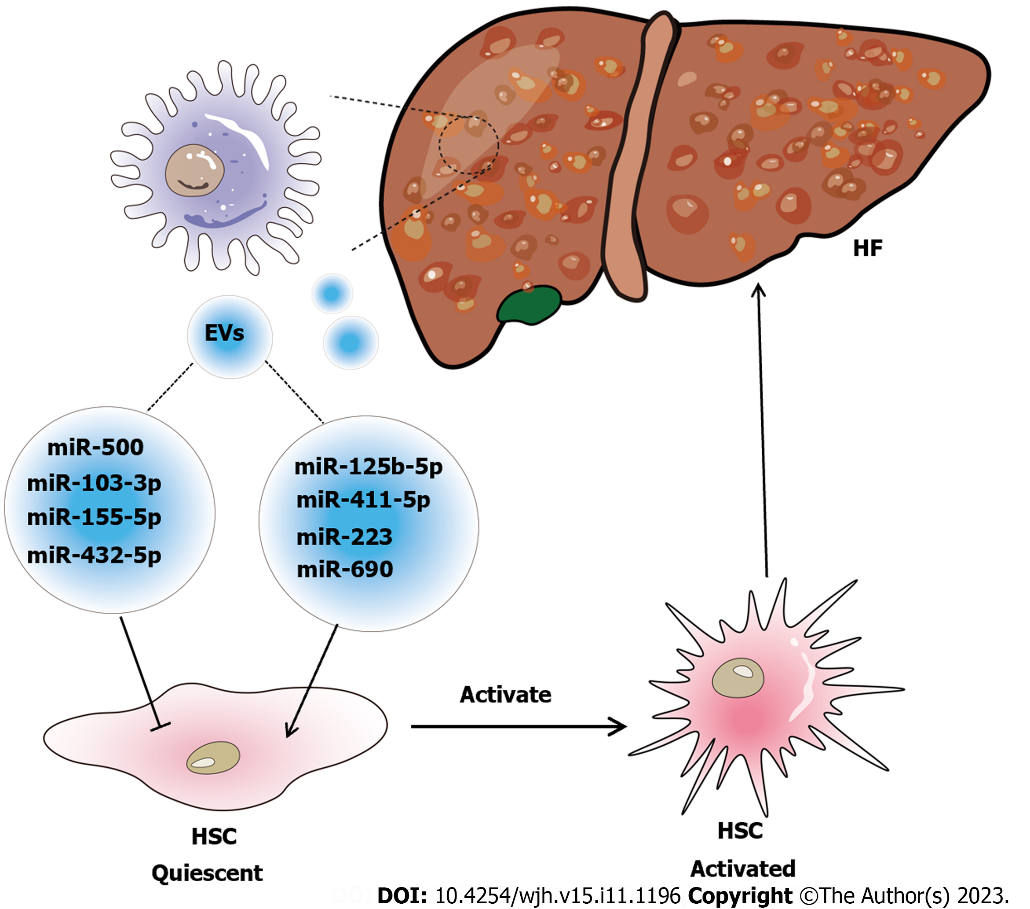 HF
EVs
miR-500
miR-103-3p
miR-155-5p
miR-432-5p
miR-125b-5p
miR-411-5p
miR-223
miR-690
Activate
HSC
Quiescent
HSC
Activated
DOI: 10.4254/wjh.v15.i11.1196 Copyright ©The Author(s) 2023.